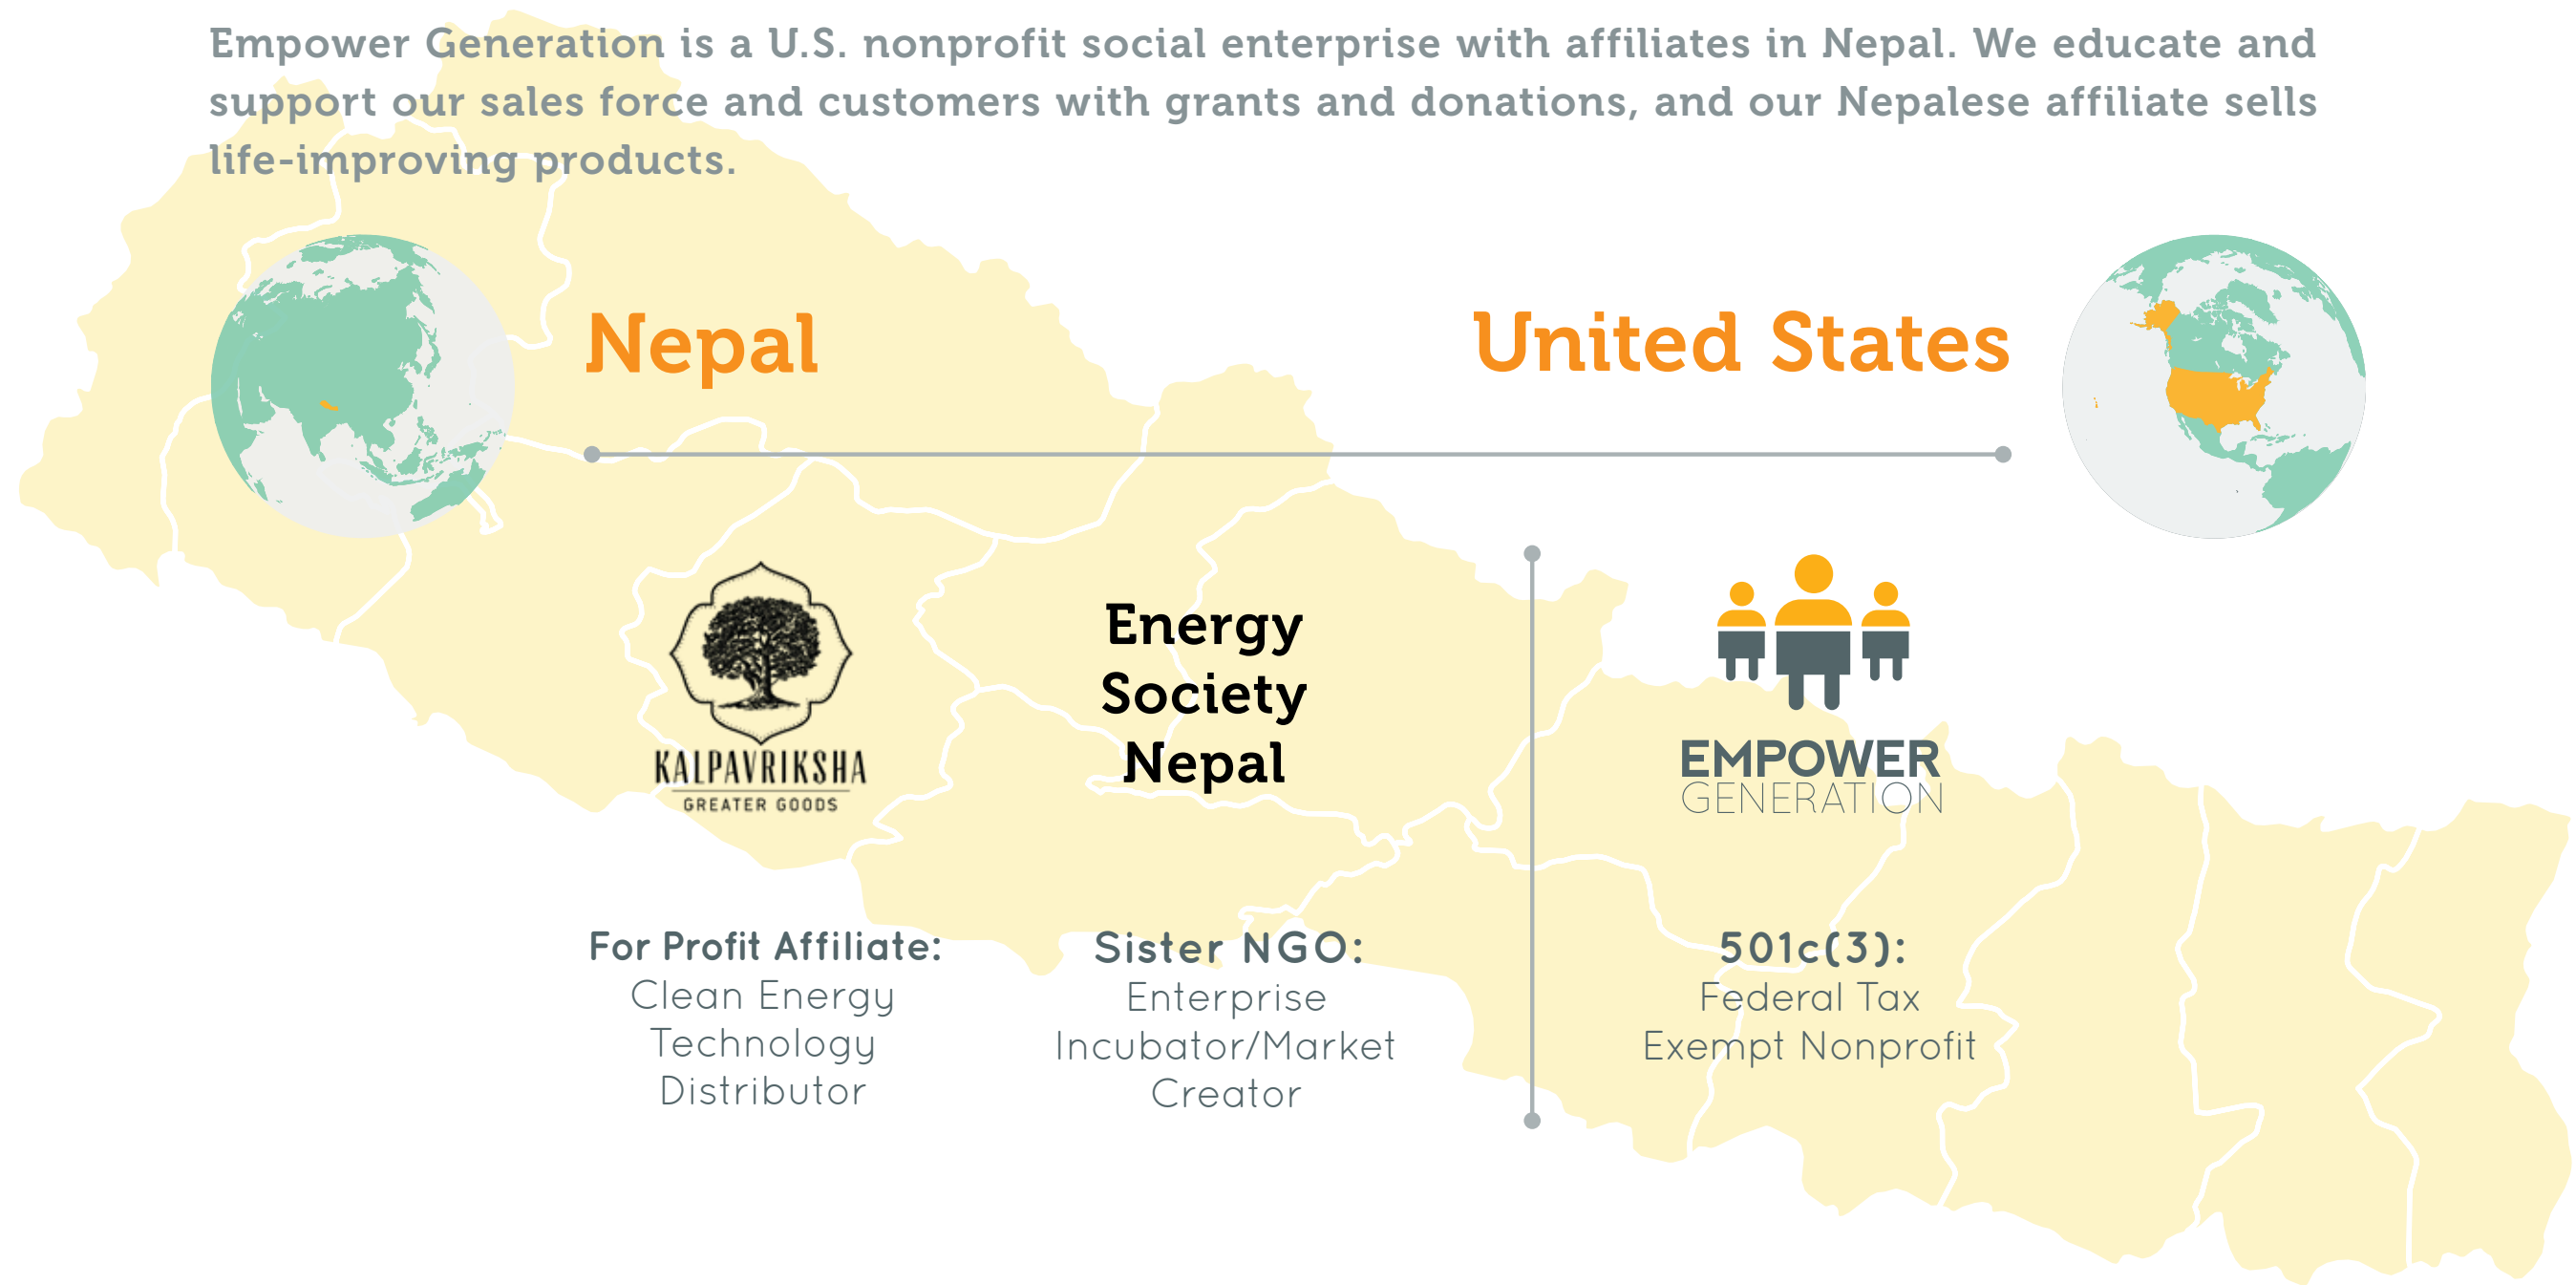 Empower Generation is a U.S. nonprofit social enterprise with affiliates in Nepal. We educate and
support our sales force and customers with grants and donations, and our Nepalese affiliate sells
life-improving products.
Nepal
United States
KALPAVRIKSHA
GREATER GOODS
Energy
Society
Nepal
EMPOWER
GENERATION
For Profit Affiliate:
Clean Energy
Technology
Distributor
Sister NGO:
Enterprise
Incubator/Market
Creator
501c(3):
Federal Tax
Exempt Nonprofit